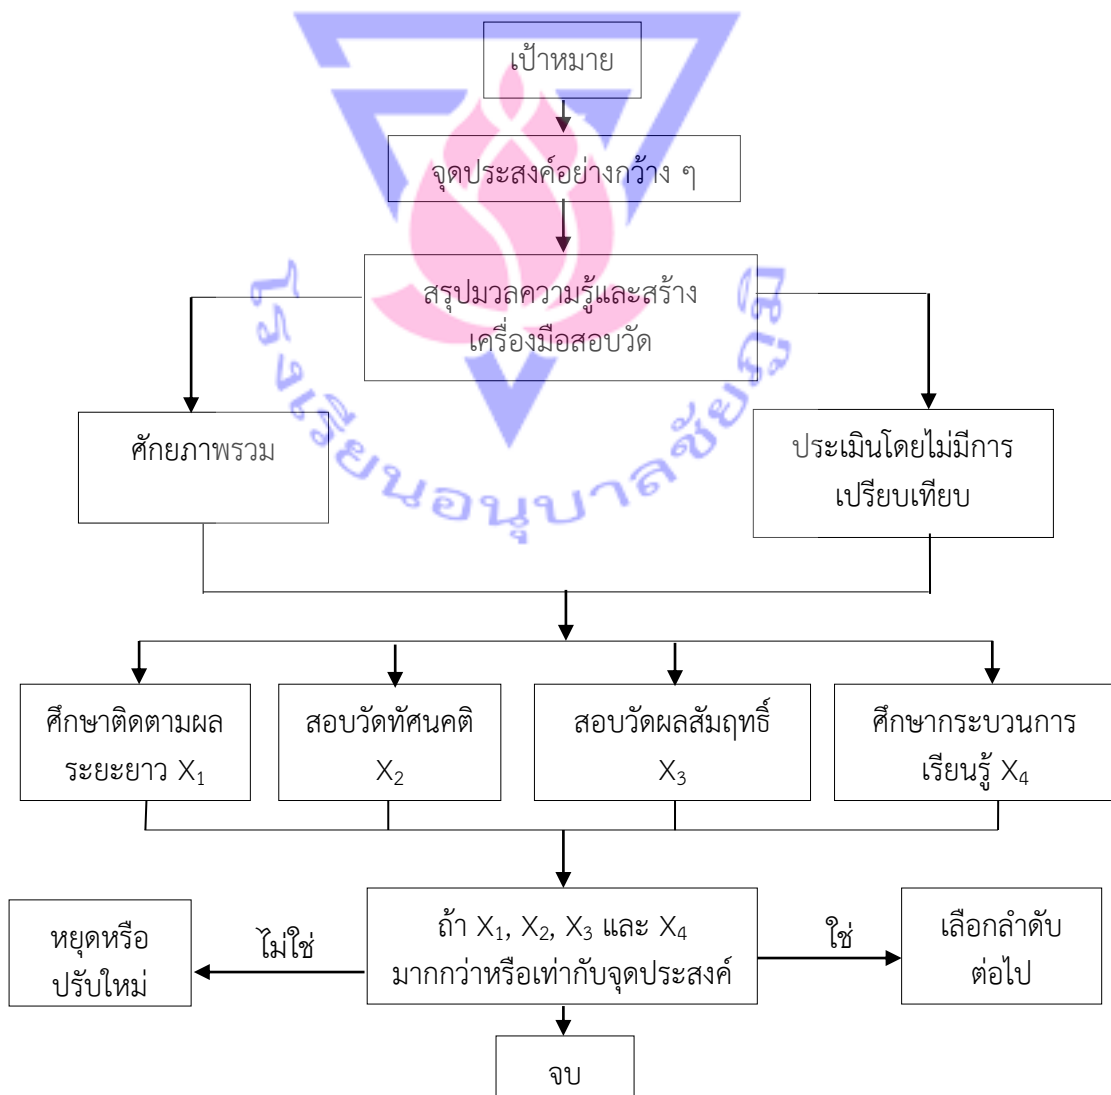 เป้าหมาย
จุดประสงค์อย่างกว้าง ๆ
สรุปมวลความรู้และสร้าง
เครื่องมือสอบวัด
ศักยภาพรวม
ประเมินโดยไม่มีการ
เปรียบเทียบ
โรงเรียนอนุบาลชัยภูมิ
ศึกษาติดตามผล
ระยะยาว X₁
สอบวัดทัศนคติ
X₂
สอบวัดผลสัมฤทธิ์
X₃
ศึกษากระบวนการ
เรียนรู้ X₄
หยุดหรือ
ปรับใหม่
ไม่ใช่
ถ้า X₁, X₂, X₃ และ X₄
มากกว่าหรือเท่ากับจุดประสงค์
ใช่
เลือกลำดับ
ต่อไป
จบ